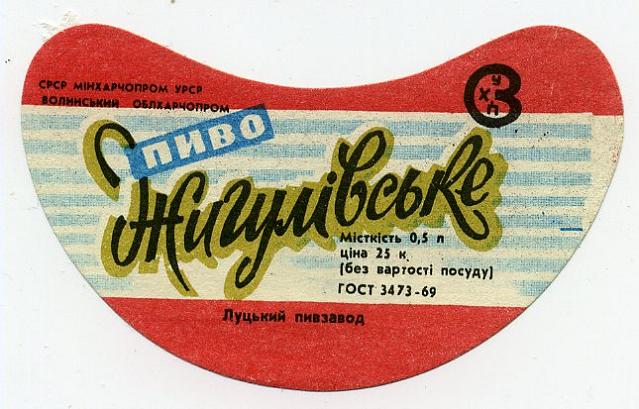 СРСР МІНХАРЧОПРОМ УРСР
ВОЛИНСЬКИЙ ОБЛХАРЧОПРОМ
У
Х
П
ПИВО
Жигулівське
Місткість 0,5 л
ціна 25 к.
(без вартості посуду)
ГОСТ 3473-69
Луцький пивзавод